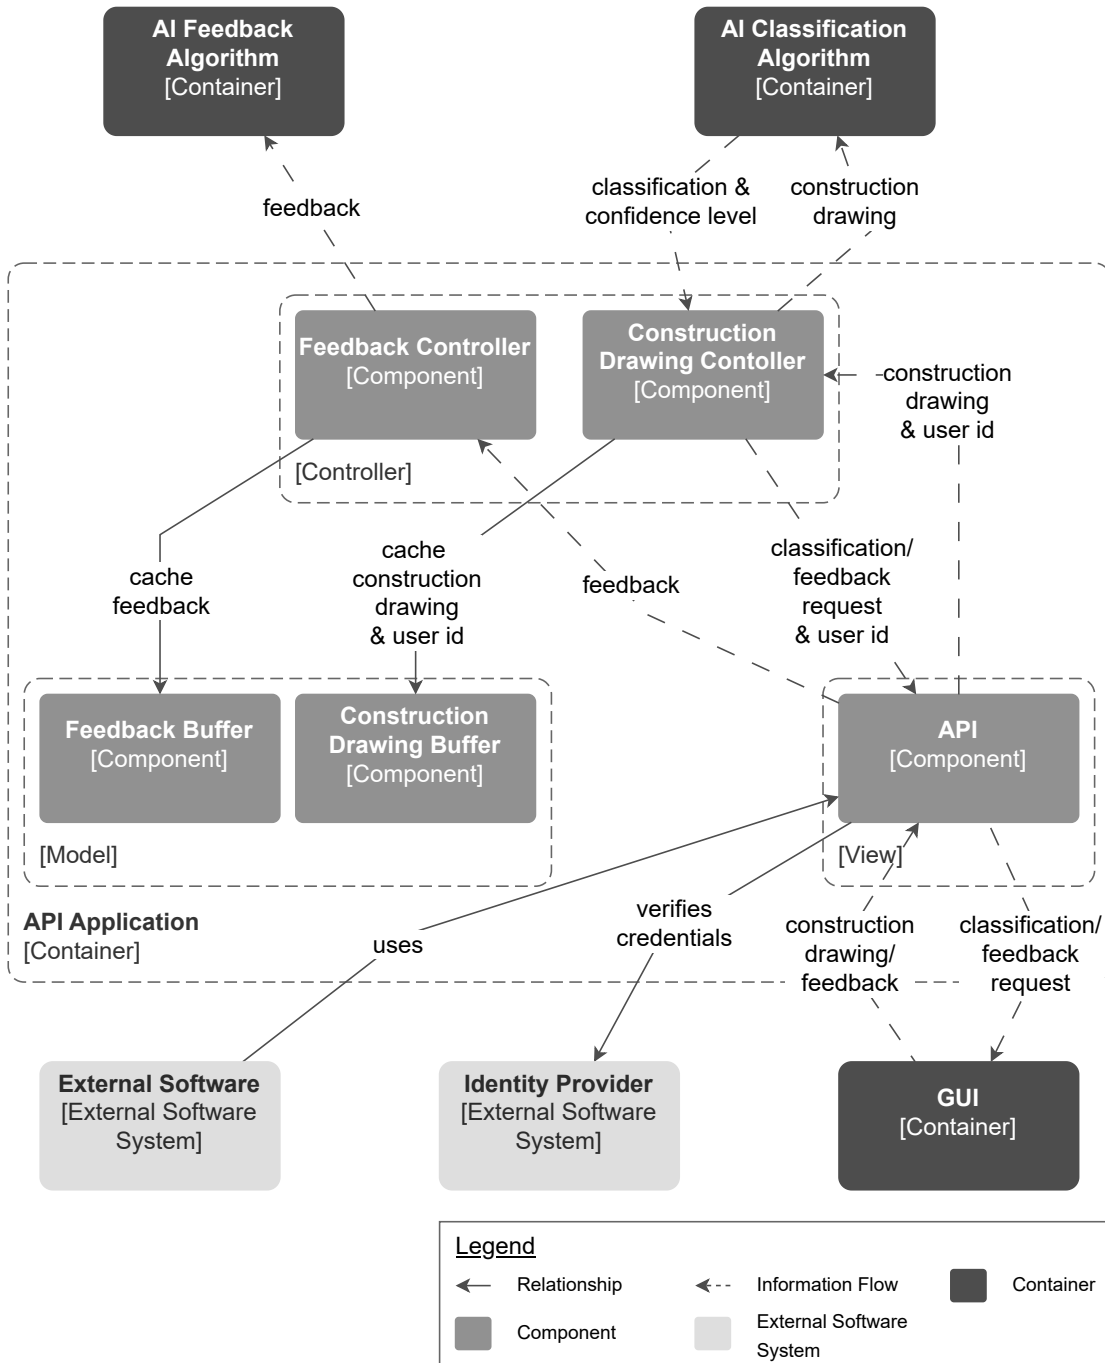 AI Feedback
Algorithm
[Container]
AI Classification
Algorithm
[Container]
feedback
classification &
confidence level
construction
drawing
Feedback Controller
[Component]
Construction
Drawing Contoller
[Component]
[Controller]
construction
drawing
& user id
cache
feedback
cache
construction
drawing
& user id
feedback
classification/
feedback
request
& user id
Feedback Buffer
[Component]
Construction
Drawing Buffer
[Component]
[Model]
API
[Component]
[View]
API Application
[Container]
uses
verifies
credentials
construction
drawing/
feedback
classification/
feedback
request
External Software
[External Software
System]
Identity Provider
[External Software
System]
GUI
[Container]
Legend
Relationship
Information Flow
Container
Component
External Software
System